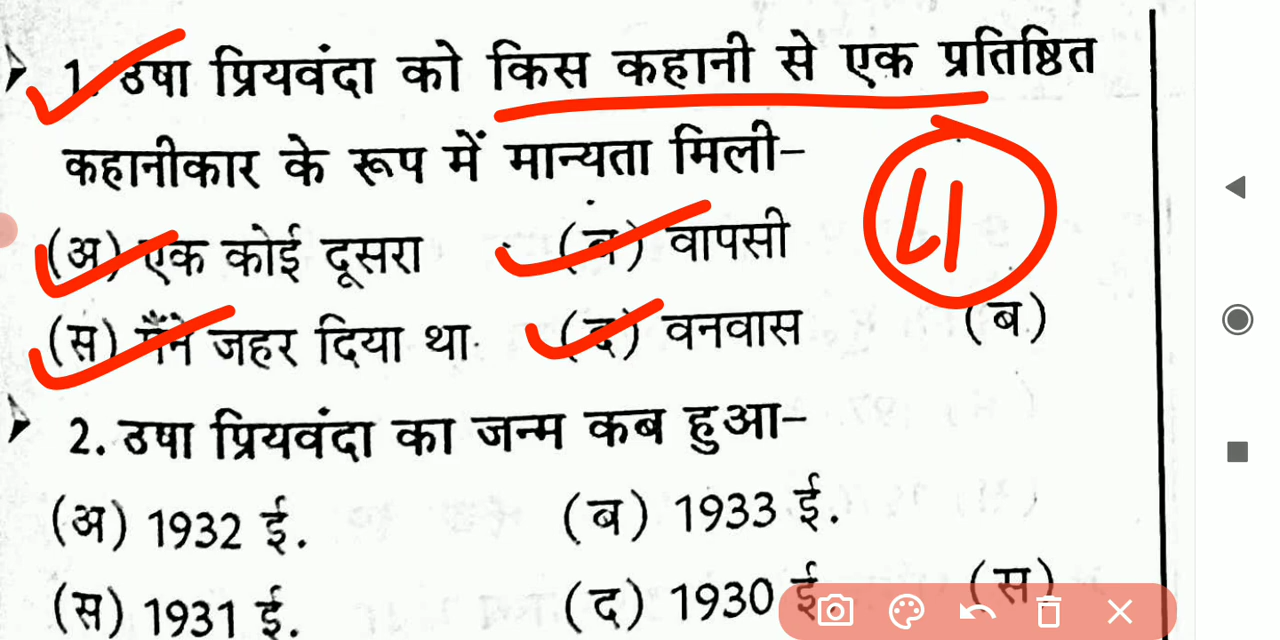 1. उषा प्रियवंदा को किस कहानी से एक प्रतिष्ठित
कहानीकार के रूप में मान्यता मिली-
(अ) एक कोई दूसरा (ब) वापसी
(स) मैंने जहर दिया था (द) वनवास (ब)
2. उषा प्रियवंदा का जन्म कब हुआ-
(अ) 1932 ई. (ब) 1933 ई.
(स) 1931 ई. (द) 1930 ई. (स)